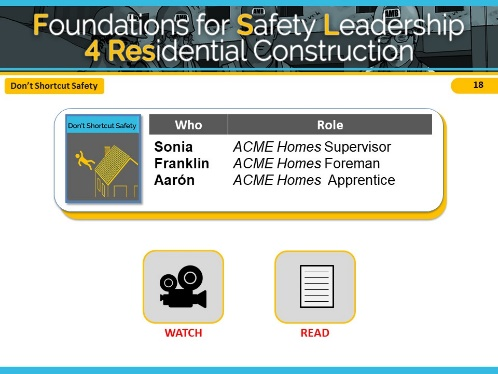 Foundations for Safety Leadership
4 Residential Construction
Don't Shortcut Safety
18
Don't Shortcut Safety
Who Role
Sonia ACME Homes Supervisor
Franklin ACME Homes Foreman
Aarón ACME Homes Apprentice
WATCH READ